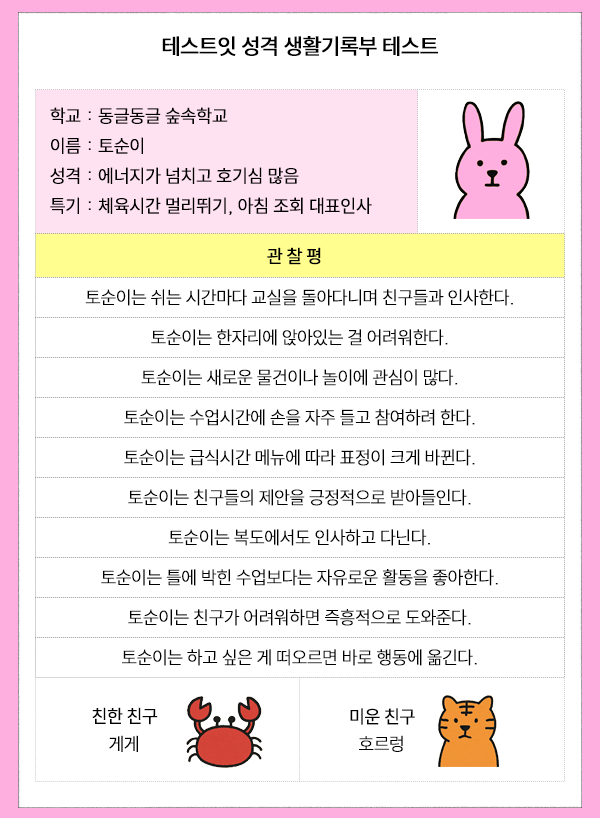 테스트잇 성격 생활기록부 테스트
학교 : 동글동글 숲속학교
이름 : 토순이
성격 : 에너지가 넘치고 호기심 많음
특기 : 체육시간 멀리뛰기, 아침 조회 대표인사
관 찰 평
토순이는 쉬는 시간마다 교실을 돌아다니며 친구들과 인사한다.
토순이는 한자리에 앉아있는 걸 어려워한다.
토순이는 새로운 물건이나 놀이에 관심이 많다.
토순이는 수업시간에 손을 자주 들고 참여하려 한다.
토순이는 급식시간 메뉴에 따라 표정이 크게 바뀐다.
토순이는 친구들의 제안을 긍정적으로 받아들인다.
토순이는 복도에서도 인사하고 다닌다.
토순이는 틀에 박힌 수업보다는 자유로운 활동을 좋아한다.
토순이는 친구가 어려워하면 즉흥적으로 도와준다.
토순이는 하고 싶은 게 떠오르면 바로 행동에 옮긴다.
친한 친구
게게
미운 친구
호르렁